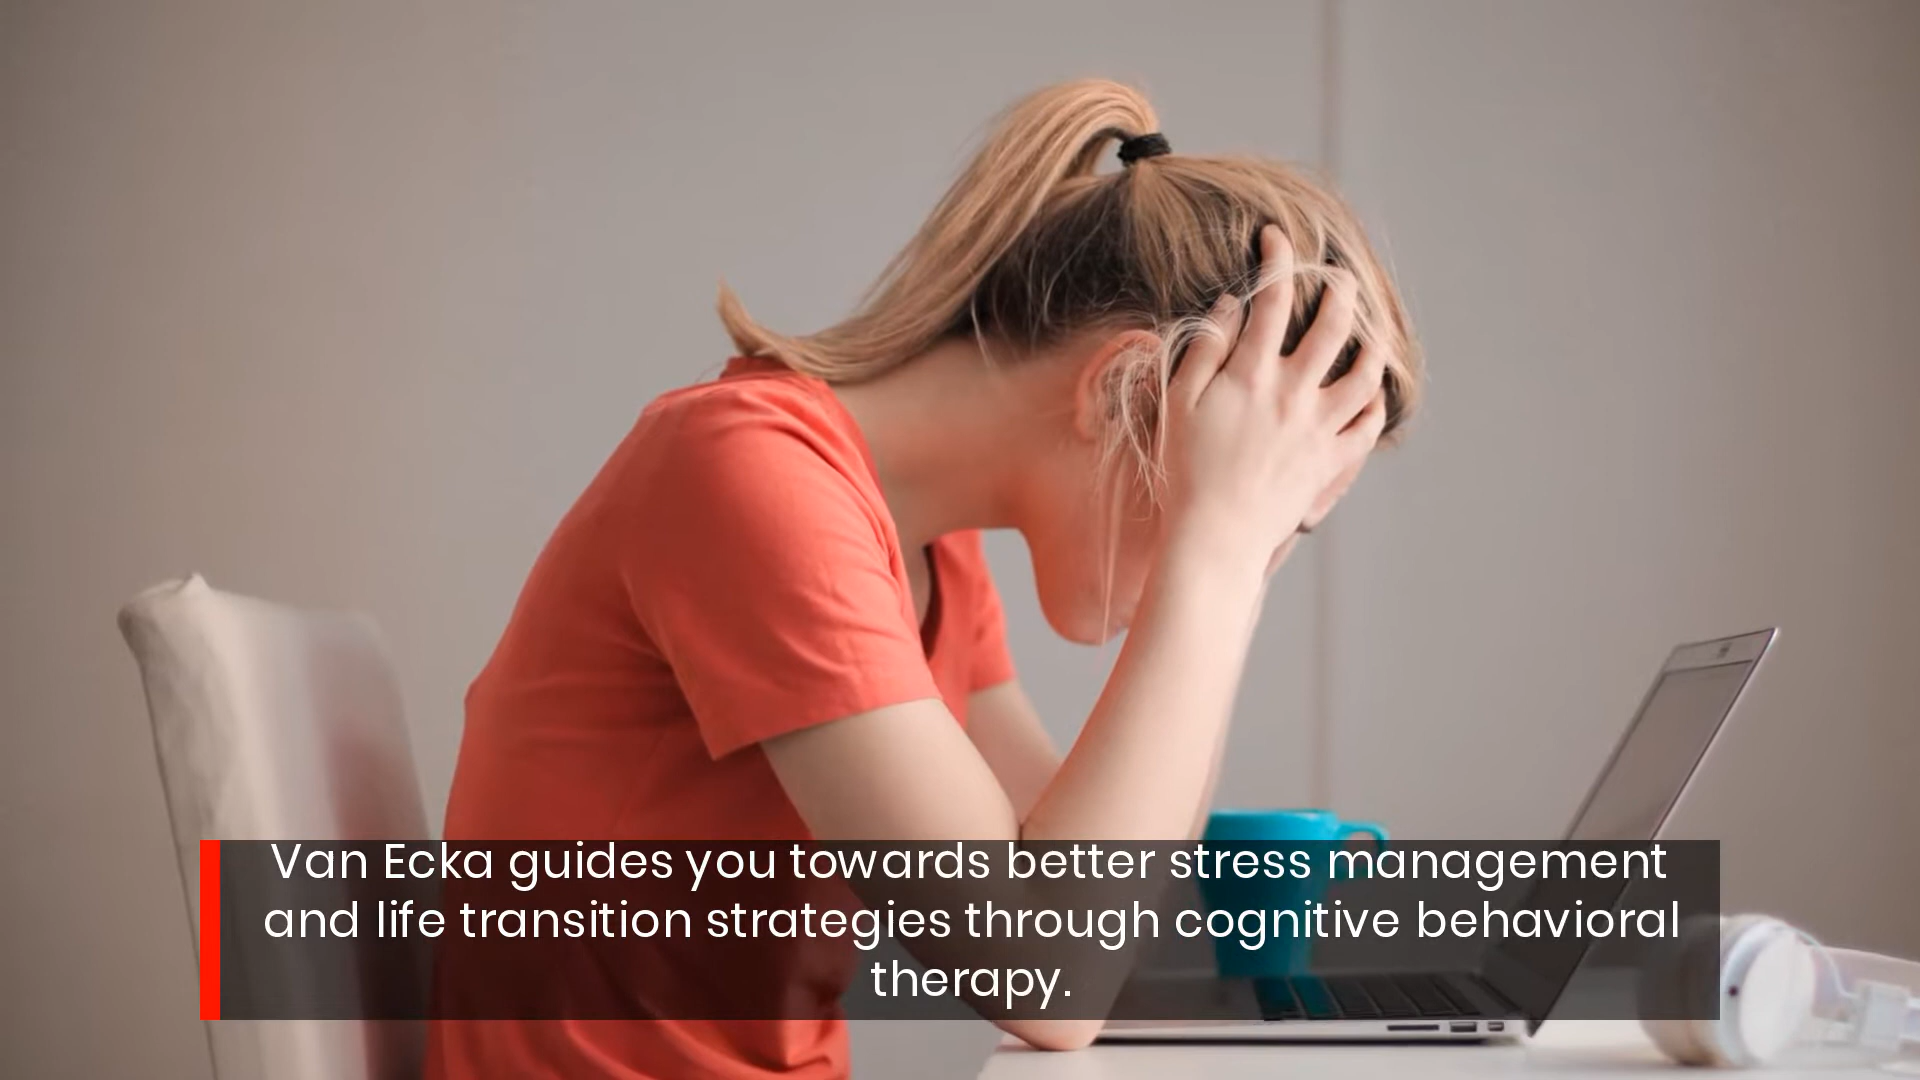 Van Ecka guides you towards better stress management
and life transition strategies through cognitive behavioral
therapy.